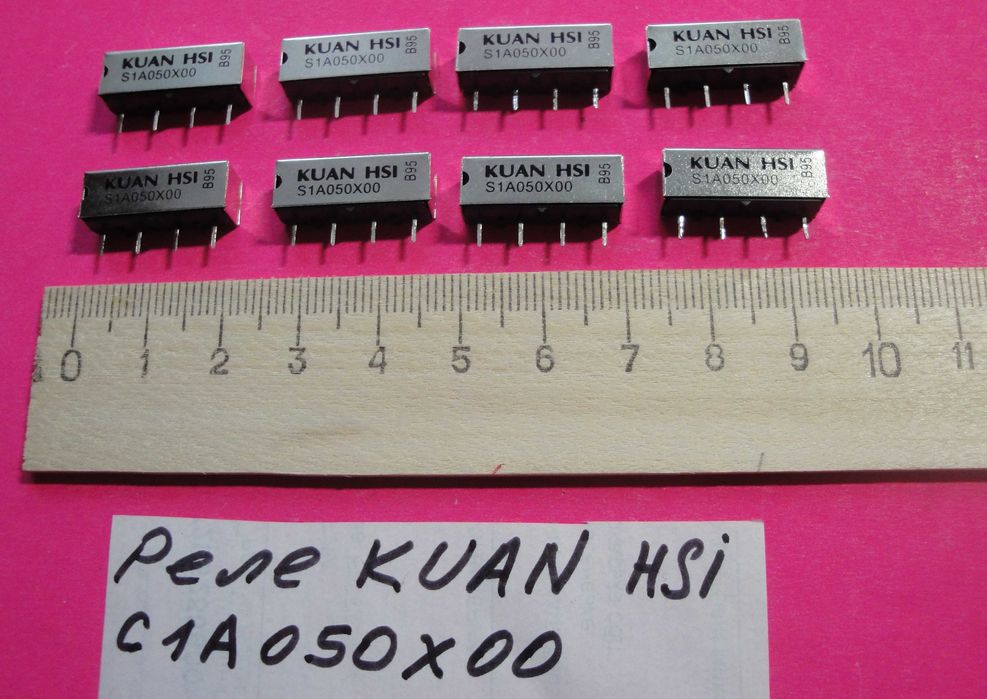 KUAN HSI
S1A050X00
B95
KUAN HSI
S1A050X00
B95
KUAN HSI
S1A050X00
B95
KUAN HSI
S1A050X00
B95
KUAN HSI
S1A050X00
B95
KUAN HSI
S1A050X00
B95
KUAN HSI
S1A050X00
B95
KUAN HSI
S1A050X00
B95
0 1 2 3 4 5 6 7 8 9 10 11
Реле KUAN HSi
C1A050X00